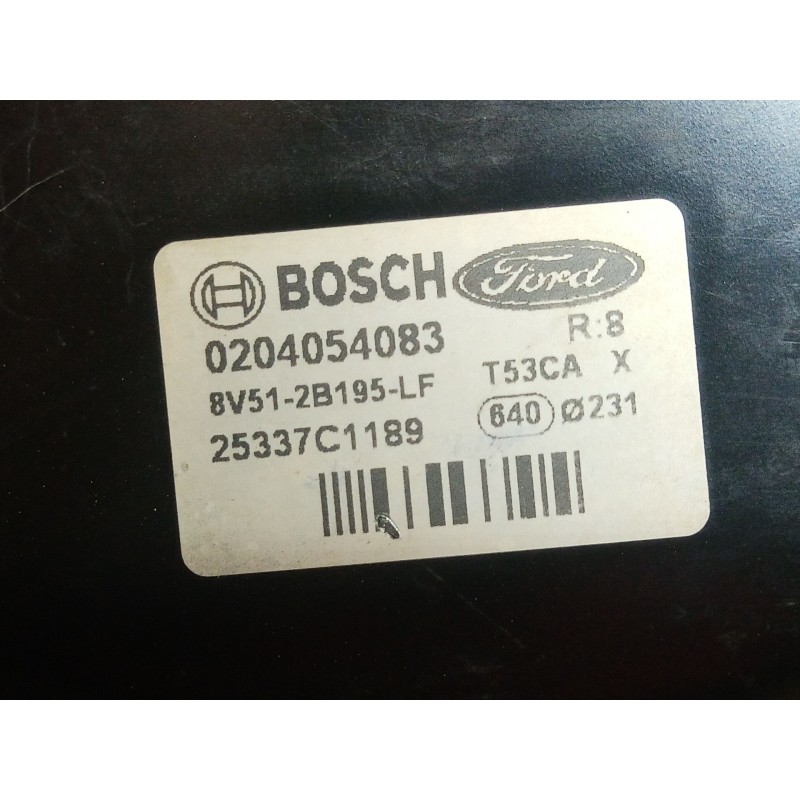 BOSCH Ford
0204054083 R:8
8V51-2B195-LF T53CA X
25337C1189 640 Ø231